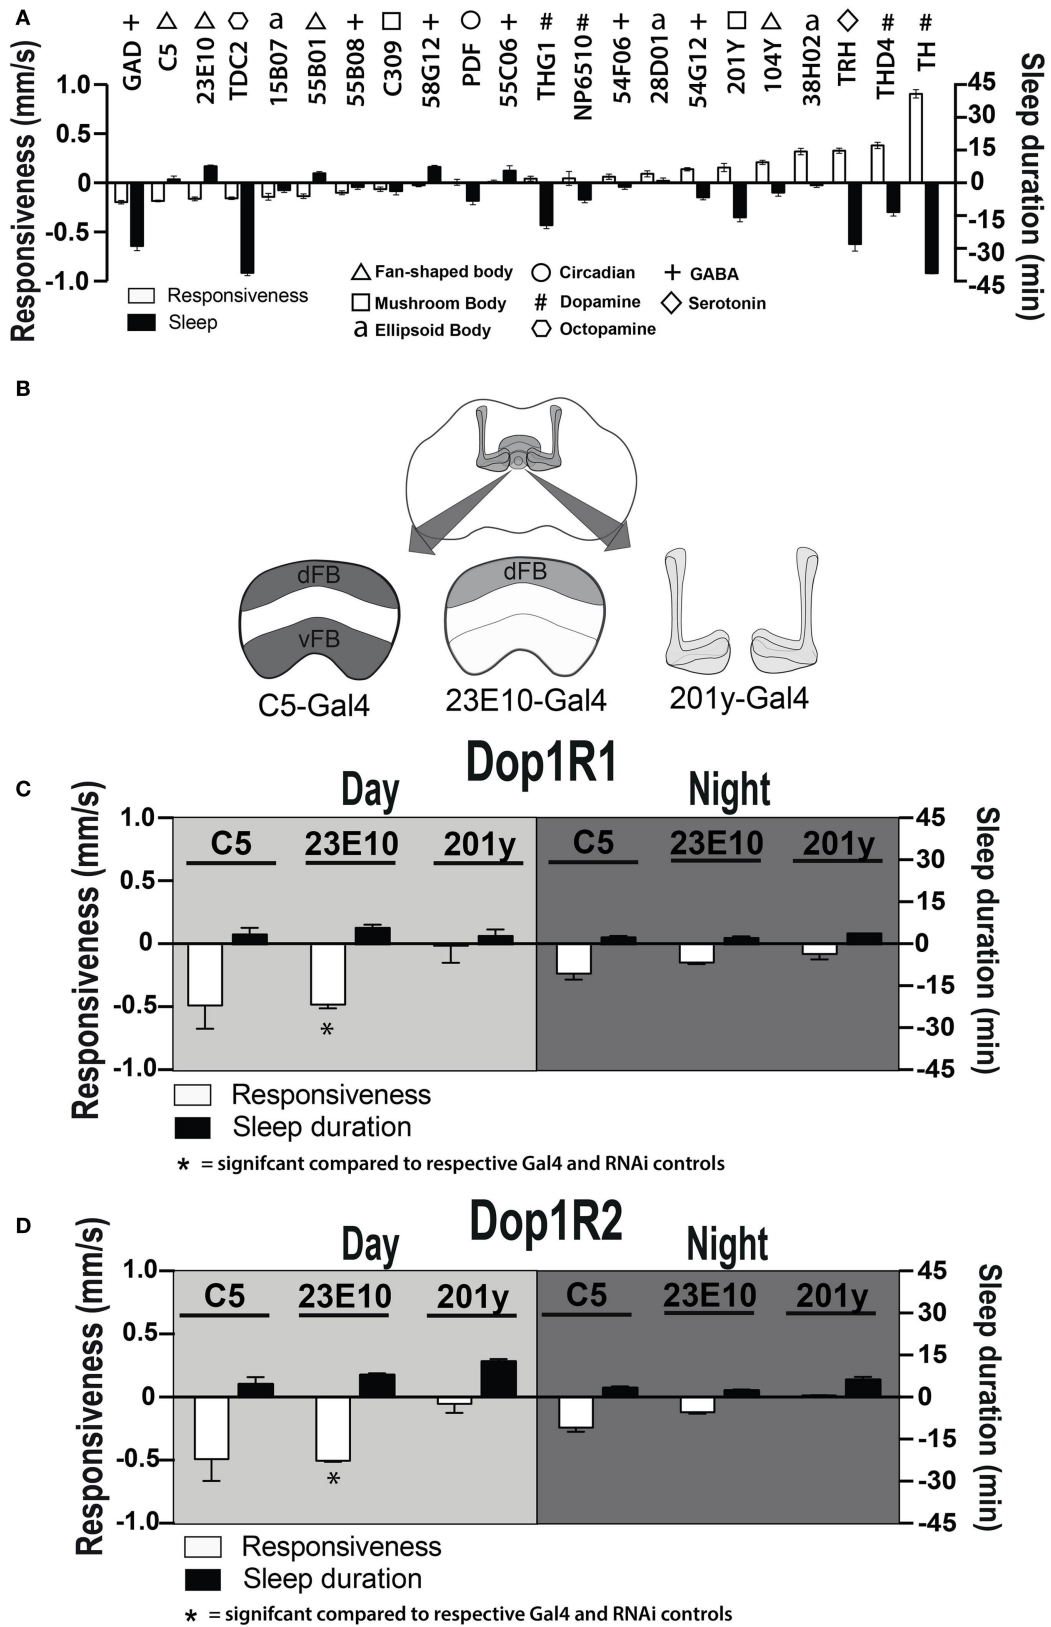 A
GAD +
C5 △
23E10 △
TDC2 ⬡
15B07 a
55B01 △
55B08 +
C309 □
58G12 +
PDF ○
55C06 +
THG1 #
NP6510 #
54F06 +
28D01 a
54G12 +
201Y □
104Y △
38H02 a
TRH ◇
THD4 #
TH #
Responsiveness (mm/s)
1.0
0.5
0
-0.5
-1.0
Sleep duration (min)
45
30
15
0
-15
-30
-45
Responsiveness
Sleep
△ Fan-shaped body
□ Mushroom Body
a Ellipsoid Body
○ Circadian
# Dopamine
⬡ Octopamine
+ GABA
◇ Serotonin
B
dFB
vFB
C5-Gal4
dFB
23E10-Gal4
201y-Gal4
C
Dop1R1
Day
Night
Responsiveness (mm/s)
1.0
0.5
0
-0.5
-1.0
C5 23E10 201y C5 23E10 201y
*
Sleep duration (min)
45
30
15
0
-15
-30
-45
Responsiveness
Sleep duration
* = signifcant compared to respective Gal4 and RNAi controls
D
Dop1R2
Day
Night
Responsiveness (mm/s)
1.0
0.5
0
-0.5
-1.0
C5 23E10 201y C5 23E10 201y
*
Sleep duration (min)
45
30
15
0
-15
-30
-45
Responsiveness
Sleep duration
* = signifcant compared to respective Gal4 and RNAi controls